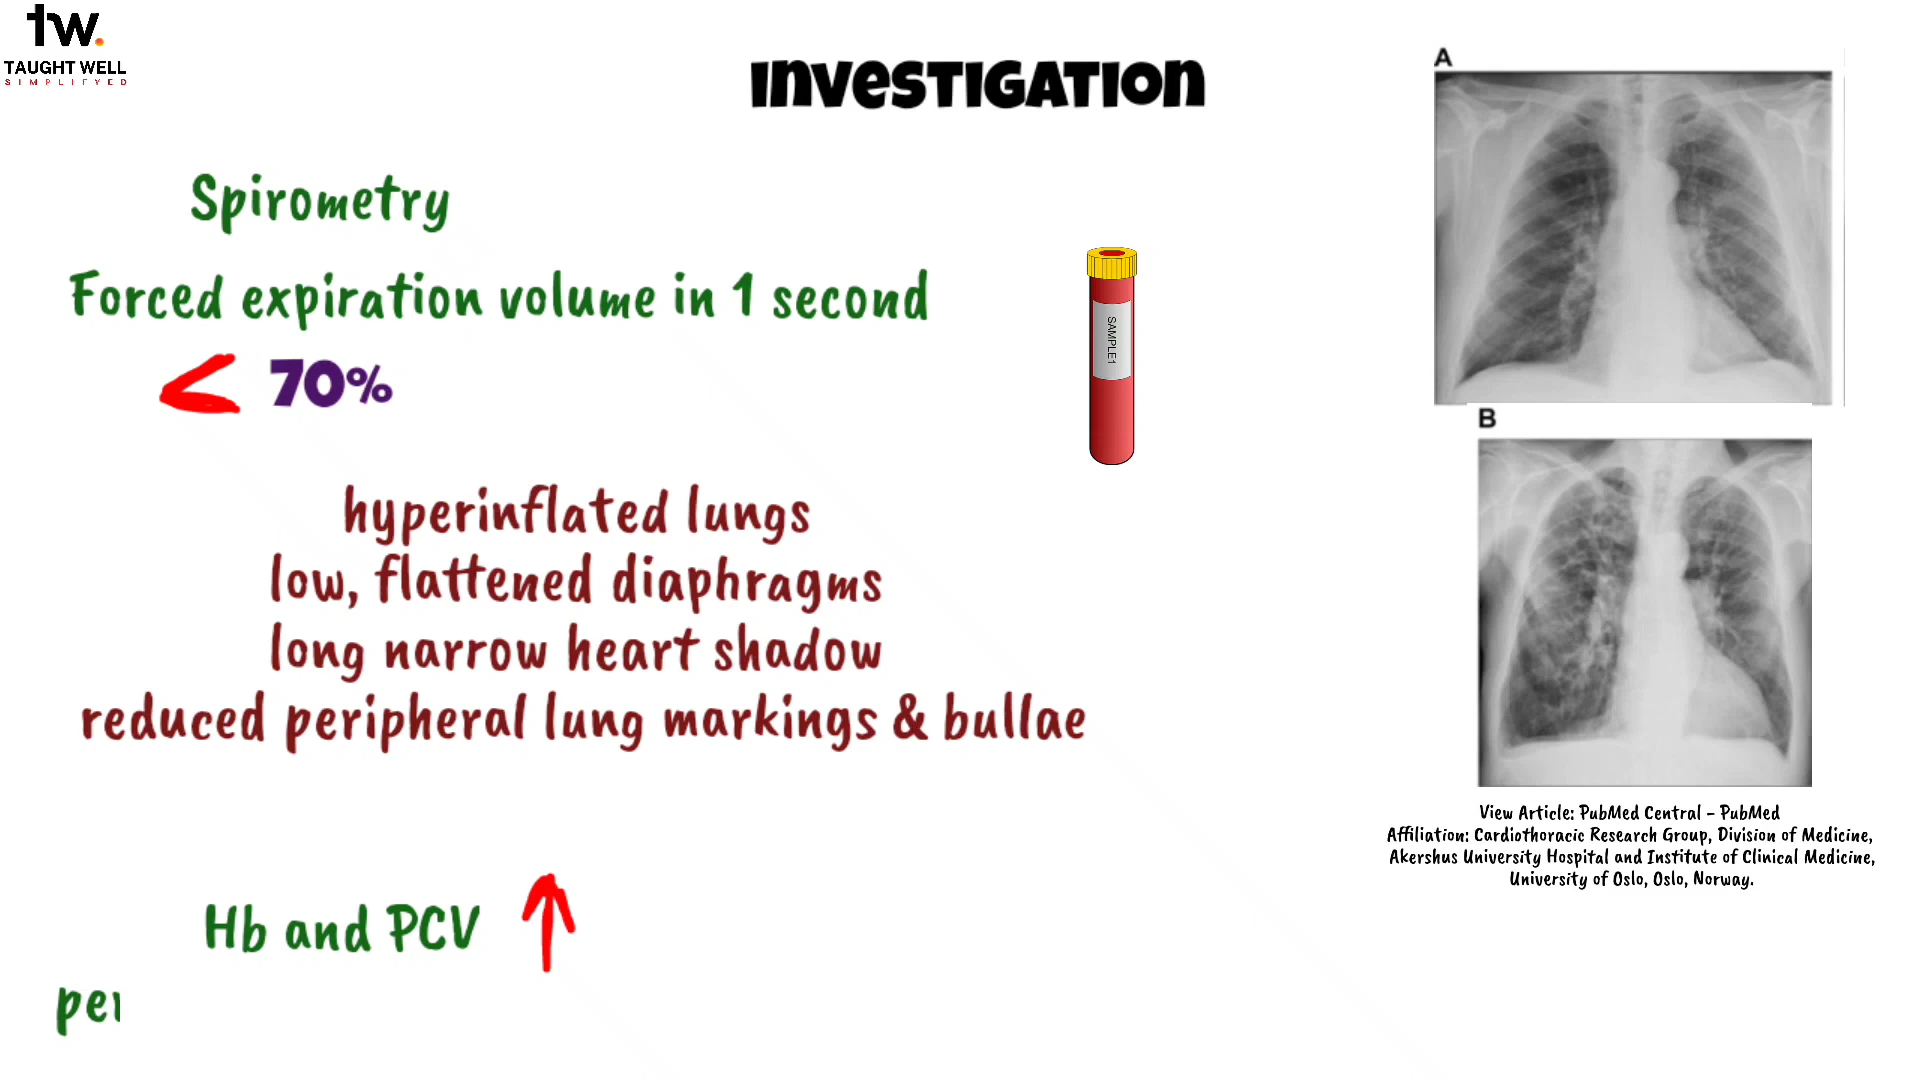 tw.
TAUGHT WELL
SIMPLIFYED
INVESTIGATION
Spirometry
Forced expiration volume in 1 second
< 70%
hyperinflated lungs
low, flattened diaphragms
long narrow heart shadow
reduced peripheral lung markings & bullae
Hb and PCV
SAMPLE1
A
B
View Article: PubMed Central - PubMed
Affiliation: Cardiothoracic Research Group, Division of Medicine,
Akershus University Hospital and Institute of Clinical Medicine,
University of Oslo, Oslo, Norway.